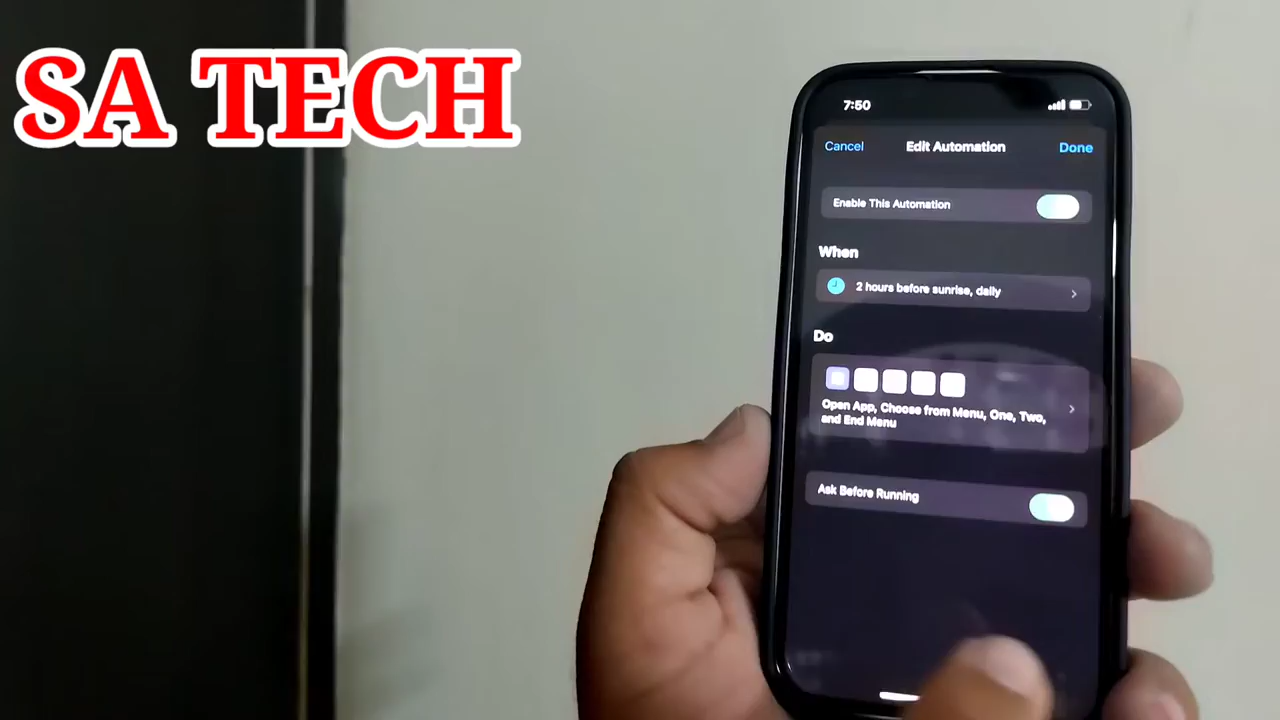 SA TECH
7:50
Cancel Edit Automation Done
Enable This Automation
When
2 hours before sunrise, daily
Do
Open App, Choose from Menu, One, Two,
and End Menu
Ask Before Running